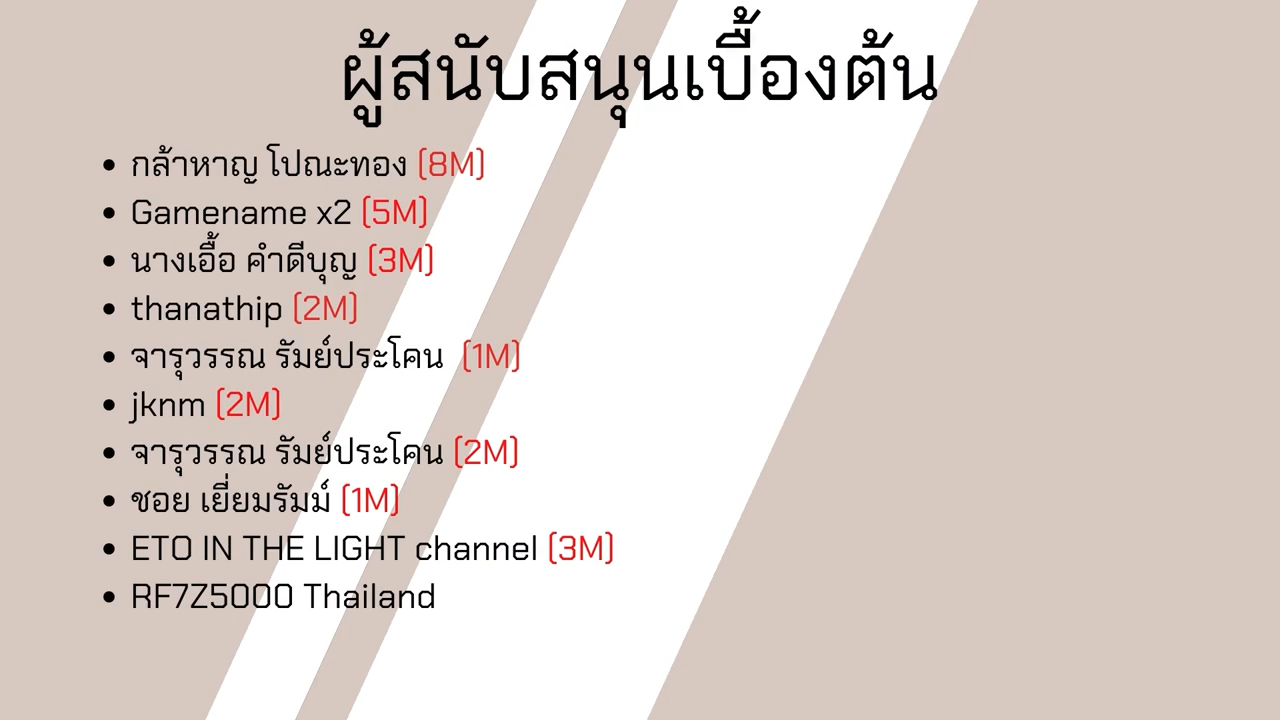 ผู้สนับสนุนเบื้องต้น
• กล้าหาญ โปณะทอง (8M)
• Gamename x2 (5M)
• นางเอื้อ คำดีบุญ (3M)
• thanathip (2M)
• จารุวรรณ รัมย์ประโคน (1M)
• jknm (2M)
• จารุวรรณ รัมย์ประโคน (2M)
• ชอย เยี่ยมรัมม์ (1M)
• ETO IN THE LIGHT channel (3M)
• RF7Z5000 Thailand